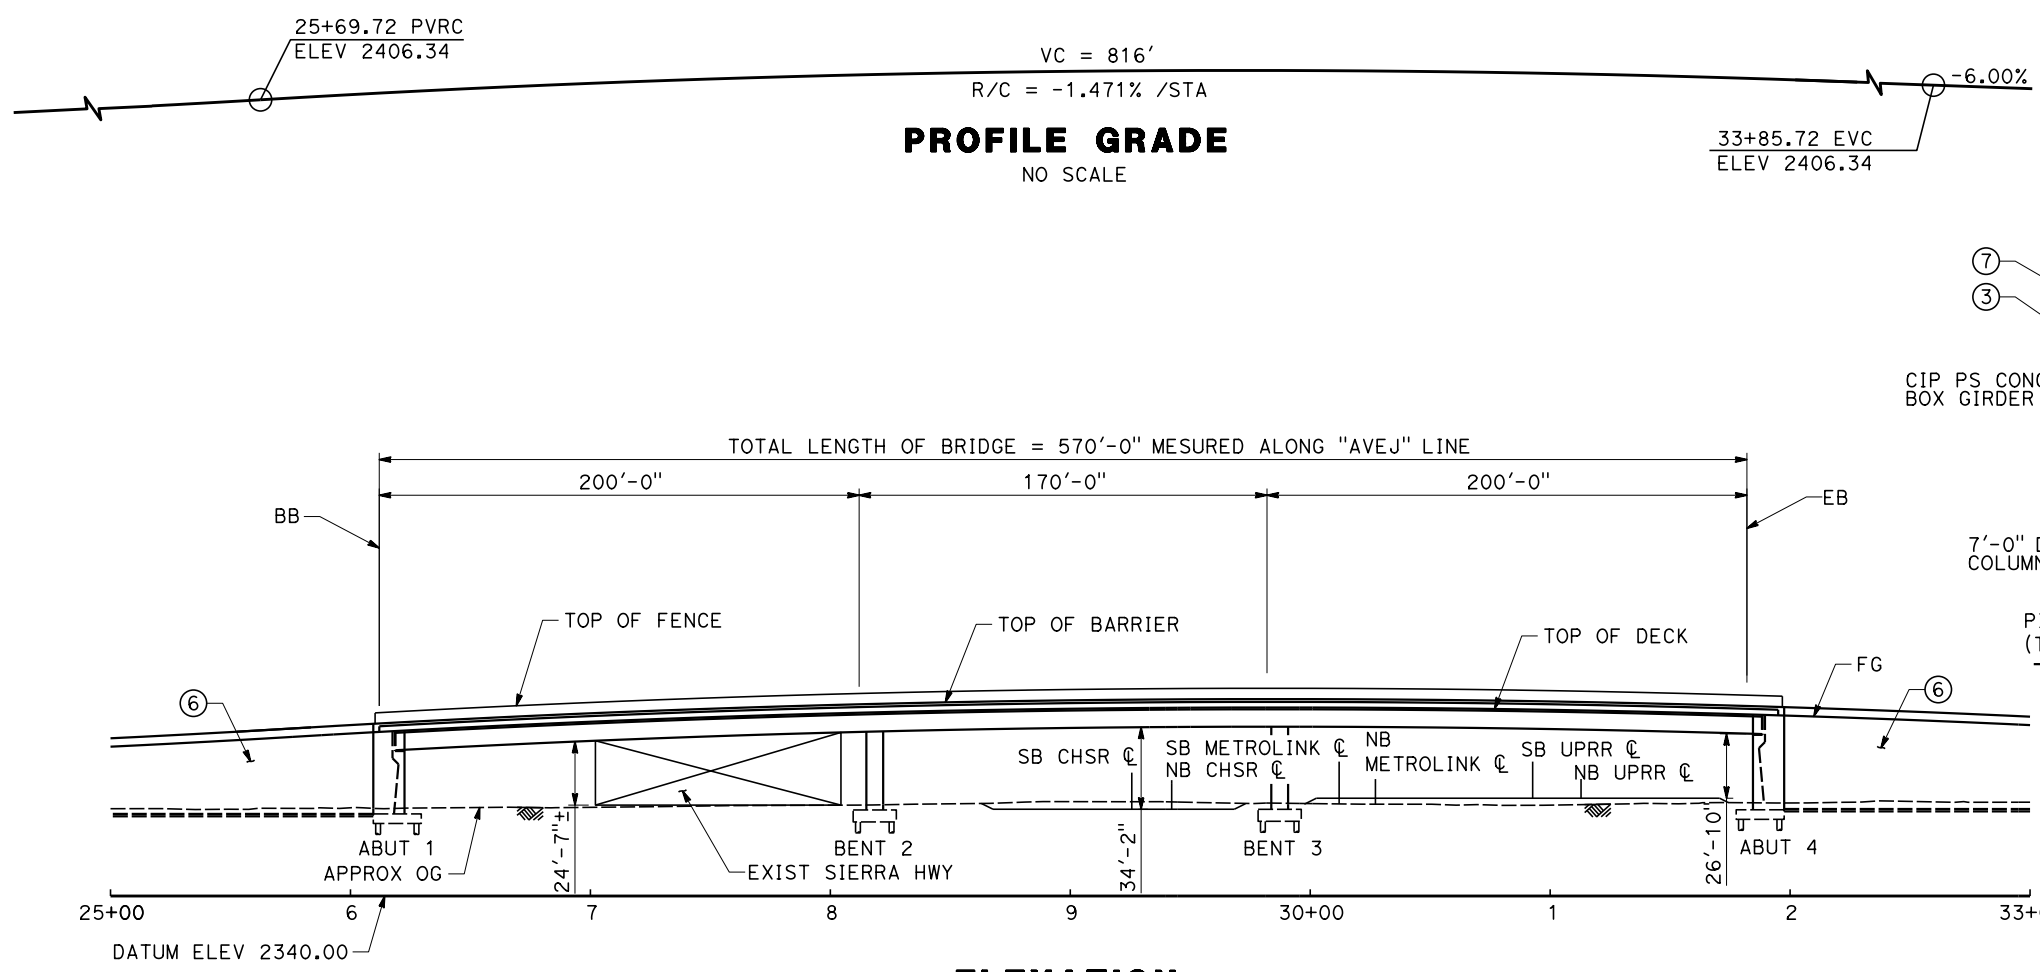 25+69.72 PVRC
ELEV 2406.34
VC = 816'
R/C = -1.471% /STA
-6.00%
PROFILE GRADE
NO SCALE
33+85.72 EVC
ELEV 2406.34
7
3
CIP PS CONC
BOX GIRDER
TOTAL LENGTH OF BRIDGE = 570'-0" MESURED ALONG "AVEJ" LINE
200'-0"
170'-0"
200'-0"
BB
EB
7'-0"
COLUMN
TOP OF FENCE
TOP OF BARRIER
TOP OF DECK
FG
6
6
SB CHSR ℄
SB METROLINK ℄
NB CHSR ℄
NB
METROLINK ℄
SB UPRR ℄
NB UPRR ℄
24'-7"±
34'-2"
26'-10"
ABUT 1
BENT 2
BENT 3
ABUT 4
APPROX OG
EXIST SIERRA HWY
25+00
6
7
8
9
30+00
1
2
DATUM ELEV 2340.00
ELEVATION